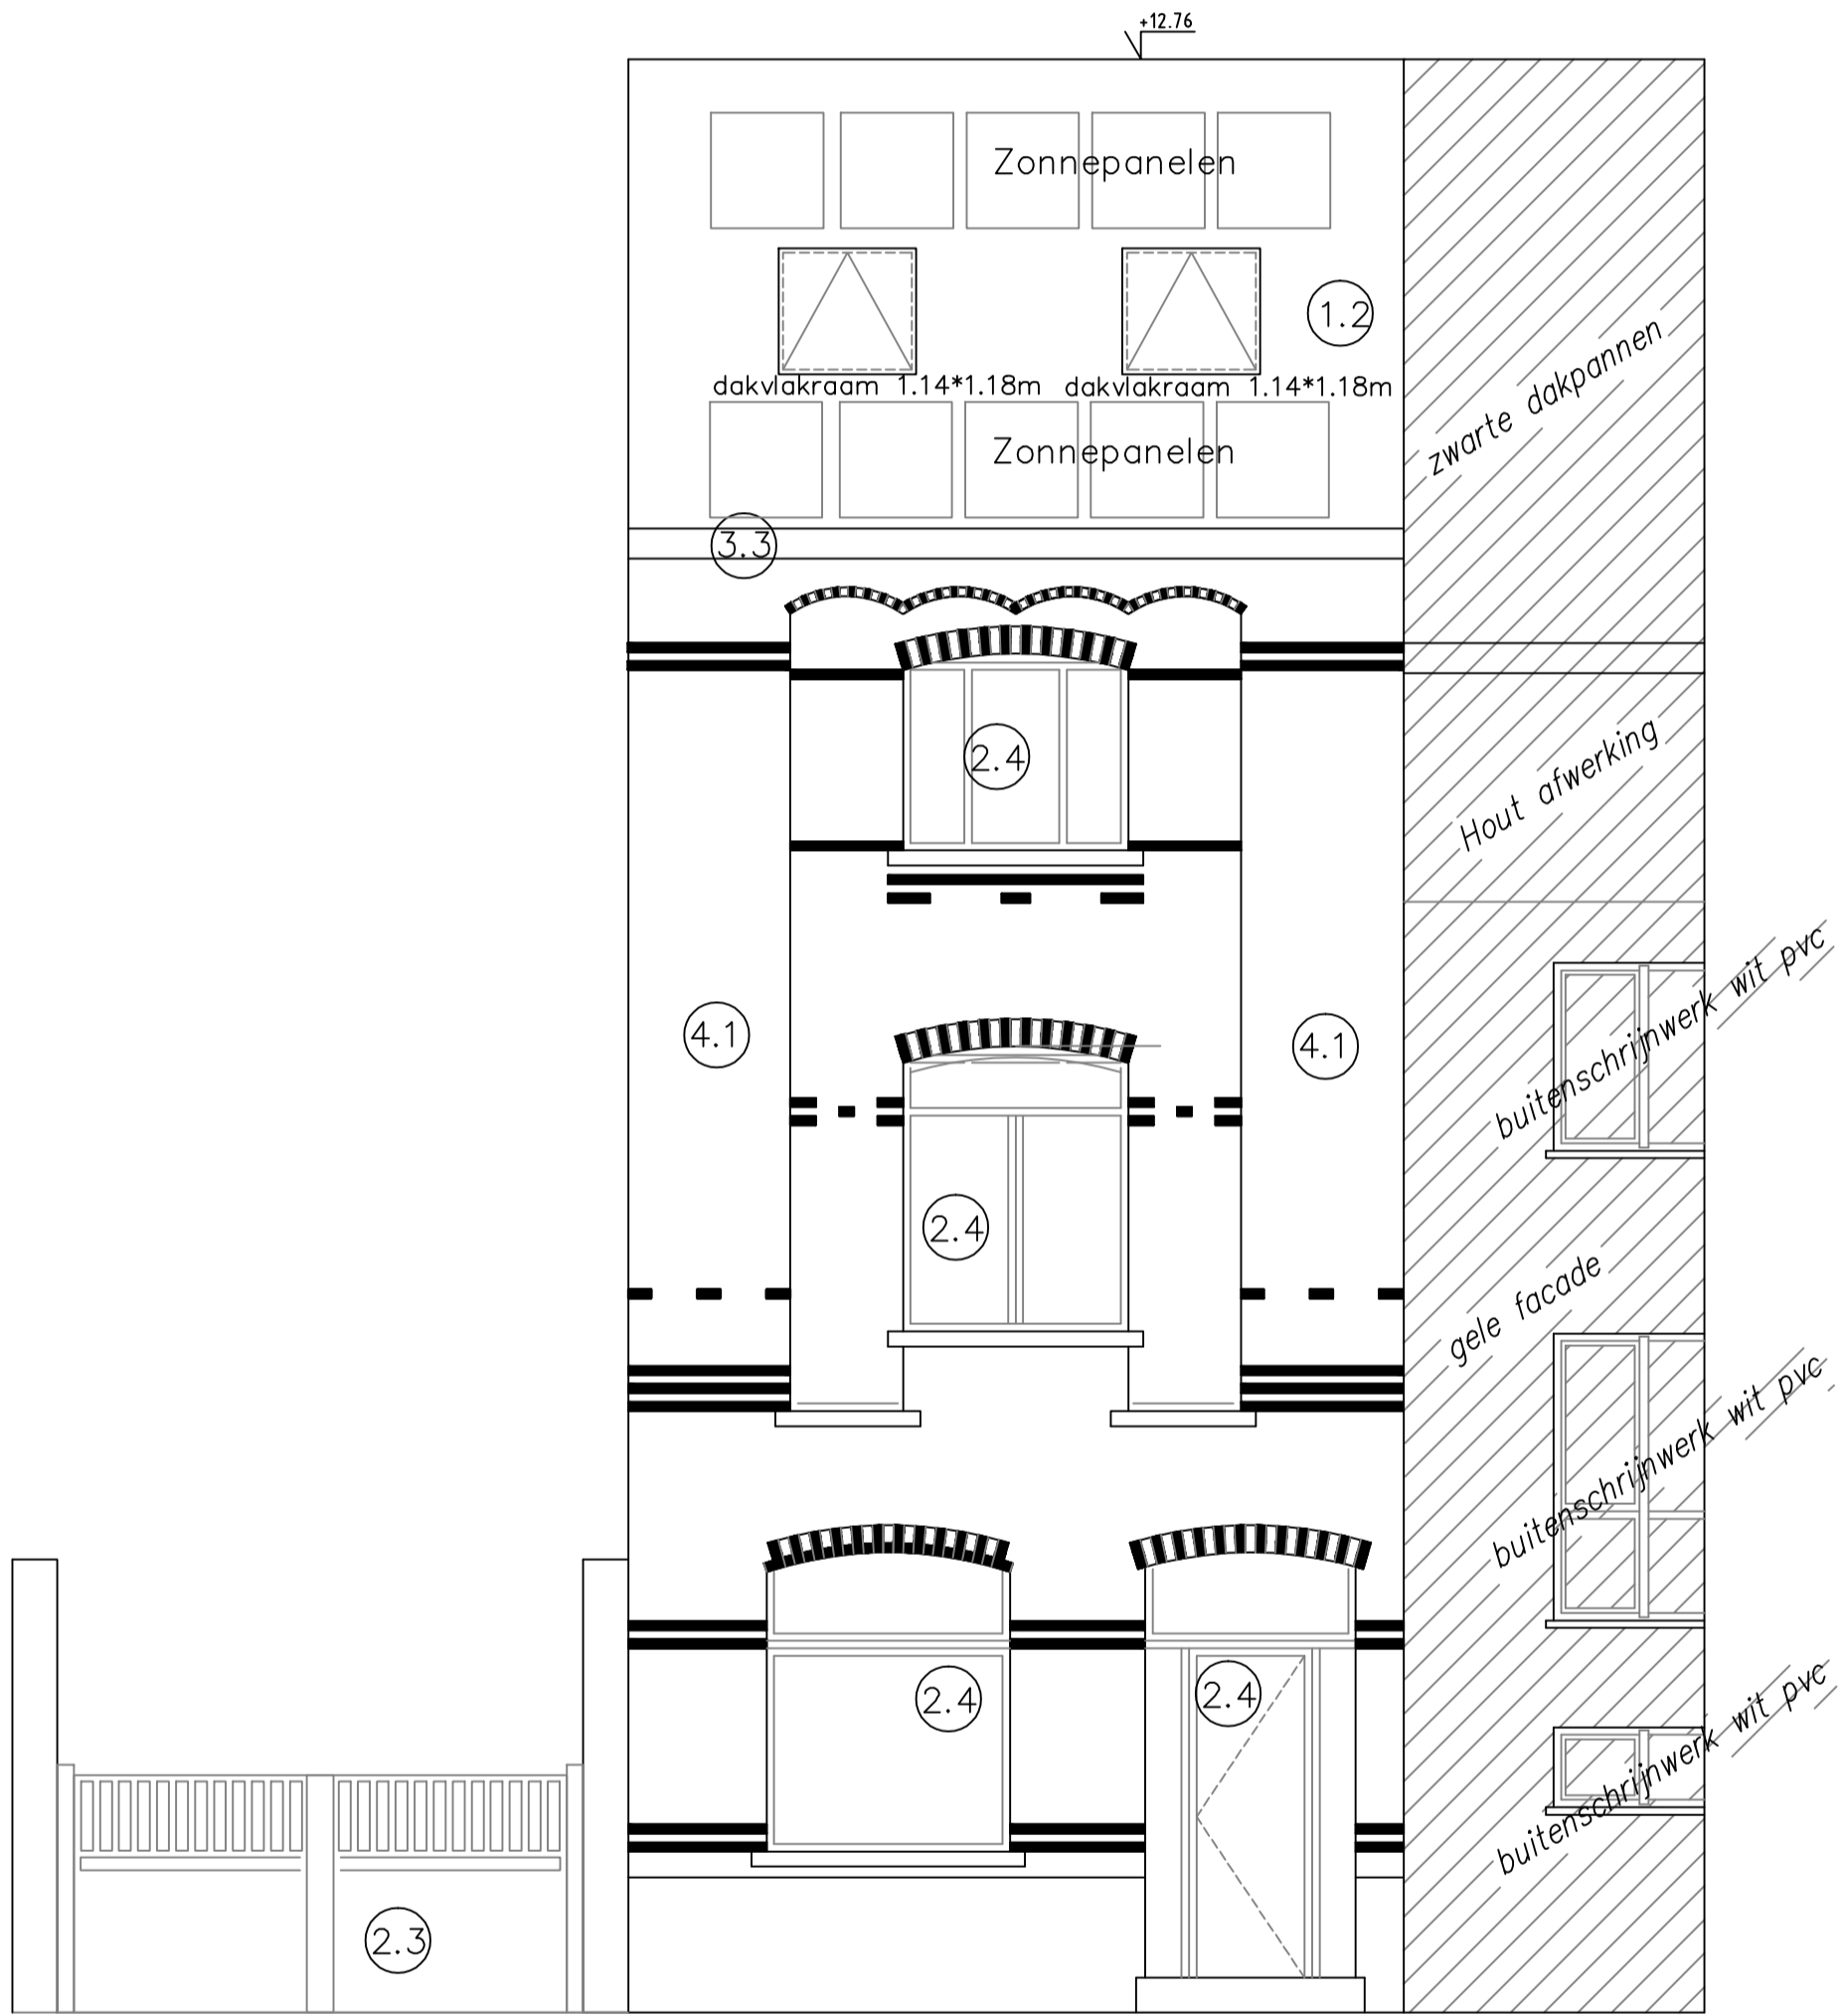 +12.76
Zonnepanelen
1.2
dakvlakraam 1.14*1.18m
dakvlakraam 1.14*1.18m
zwarte dakpannen
Zonnepanelen
3.3
2.4
Hout afwerking
4.1
4.1
buitenschrijnwerk wit pvc
2.4
gele facade
buitenschrijnwerk wit pvc
2.4
2.4
buitenschrijnwerk wit pvc
2.3